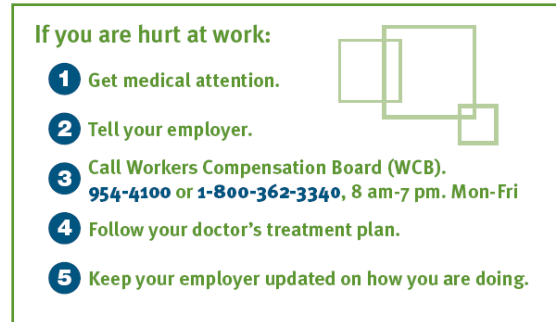 If you are hurt at work:
1 Get medical attention.
2 Tell your employer.
3 Call Workers Compensation Board (WCB).
954-4100 or 1-800-362-3340, 8 am-7 pm. Mon-Fri
4 Follow your doctor’s treatment plan.
5 Keep your employer updated on how you are doing.